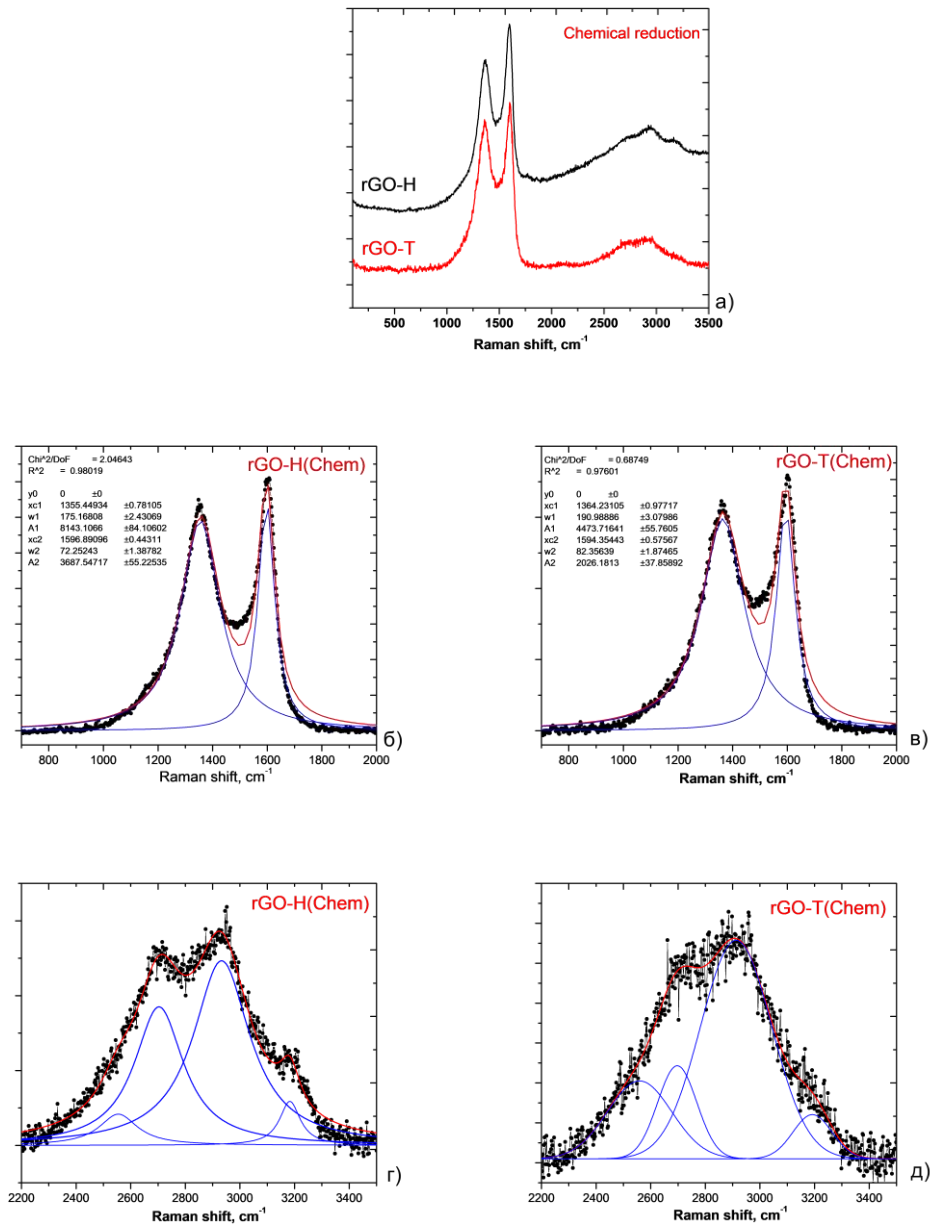 Chemical reduction
rGO-H
rGO-T
500 1000 1500 2000 2500 3000 3500
Raman shift, cm-1
а)
Chi^2/DoF = 2.04643
R^2 = 0.98019
y0 0 ±0
xc1 1355.44934 ±0.78105
w1 175.16808 ±2.43069
A1 8143.1066 ±84.10602
xc2 1596.89096 ±0.44311
w2 72.25243 ±1.38782
A2 3687.54717 ±55.22535
rGO-H(Chem)
800 1000 1200 1400 1600 1800 2000
Raman shift, cm-1
б)
Chi^2/DoF = 0.68749
R^2 = 0.97601
y0 0 ±0
xc1 1364.23105 ±0.97717
w1 190.98886 ±3.07986
A1 4473.71641 ±55.7605
xc2 1594.35443 ±0.57567
w2 82.35639 ±1.87465
A2 2026.1813 ±37.85892
rGO-T(Chem)
800 1000 1200 1400 1600 1800 2000
Raman shift, cm-1
в)
rGO-H(Chem)
2200 2400 2600 2800 3000 3200 3400
Raman shift, cm-1
г)
rGO-T(Chem)
2200 2400 2600 2800 3000 3200 3400
Raman shift, cm-1
д)